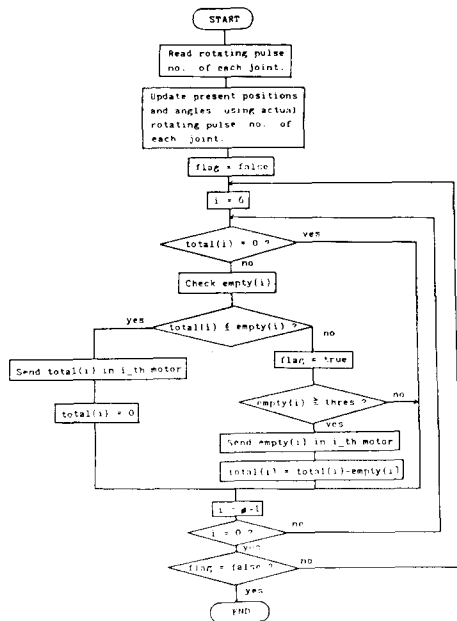 START
Read rotating pulse
no. of each joint.
Update present positions
and angles using actual
rotating pulse no. of
each joint.
flag = false
i = 6
total(i) = 0 ?
yes
no
Check empty(i)
yes
total(i) ≦ empty(i) ?
no
Send total(i) in i_th motor
flag = true
total(i) = 0
empty(i) ≧ thres ?
no
yes
Send empty(i) in i_th motor
total(i) = total(i)-empty(i)
i = -1
i = 0 ?
no
yes
flag = false ?
no
yes
END